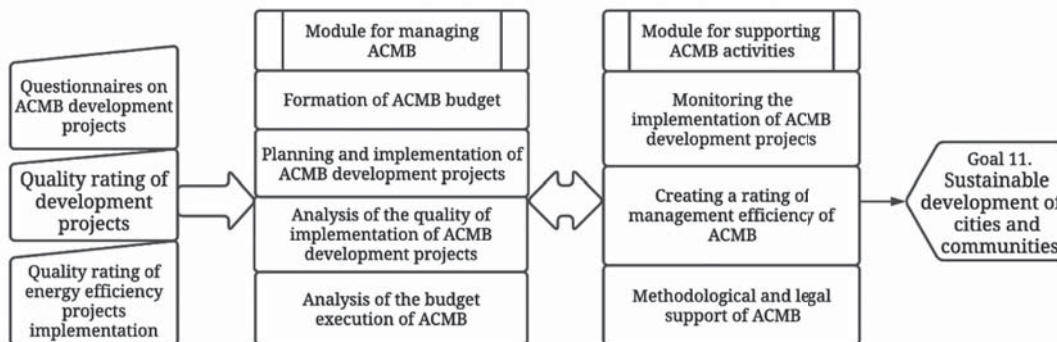 Questionnaires on
ACMB development
projects
Quality rating of
development
projects
Quality rating of
energy efficiency
projects
implementation
Module for managing
ACMB
Formation of ACMB budget
Planning and implementation of
ACMB development projects
Analysis of the quality of
implementation of ACMB
development projects
Analysis of the budget
execution of ACMB
Module for supporting
ACMB activities
Monitoring the
implementation of ACMB
development projects
Creating a rating of
management efficiency of
ACMB
Methodological and legal
support of ACMB
Goal 11.
Sustainable
development of
cities and
communities